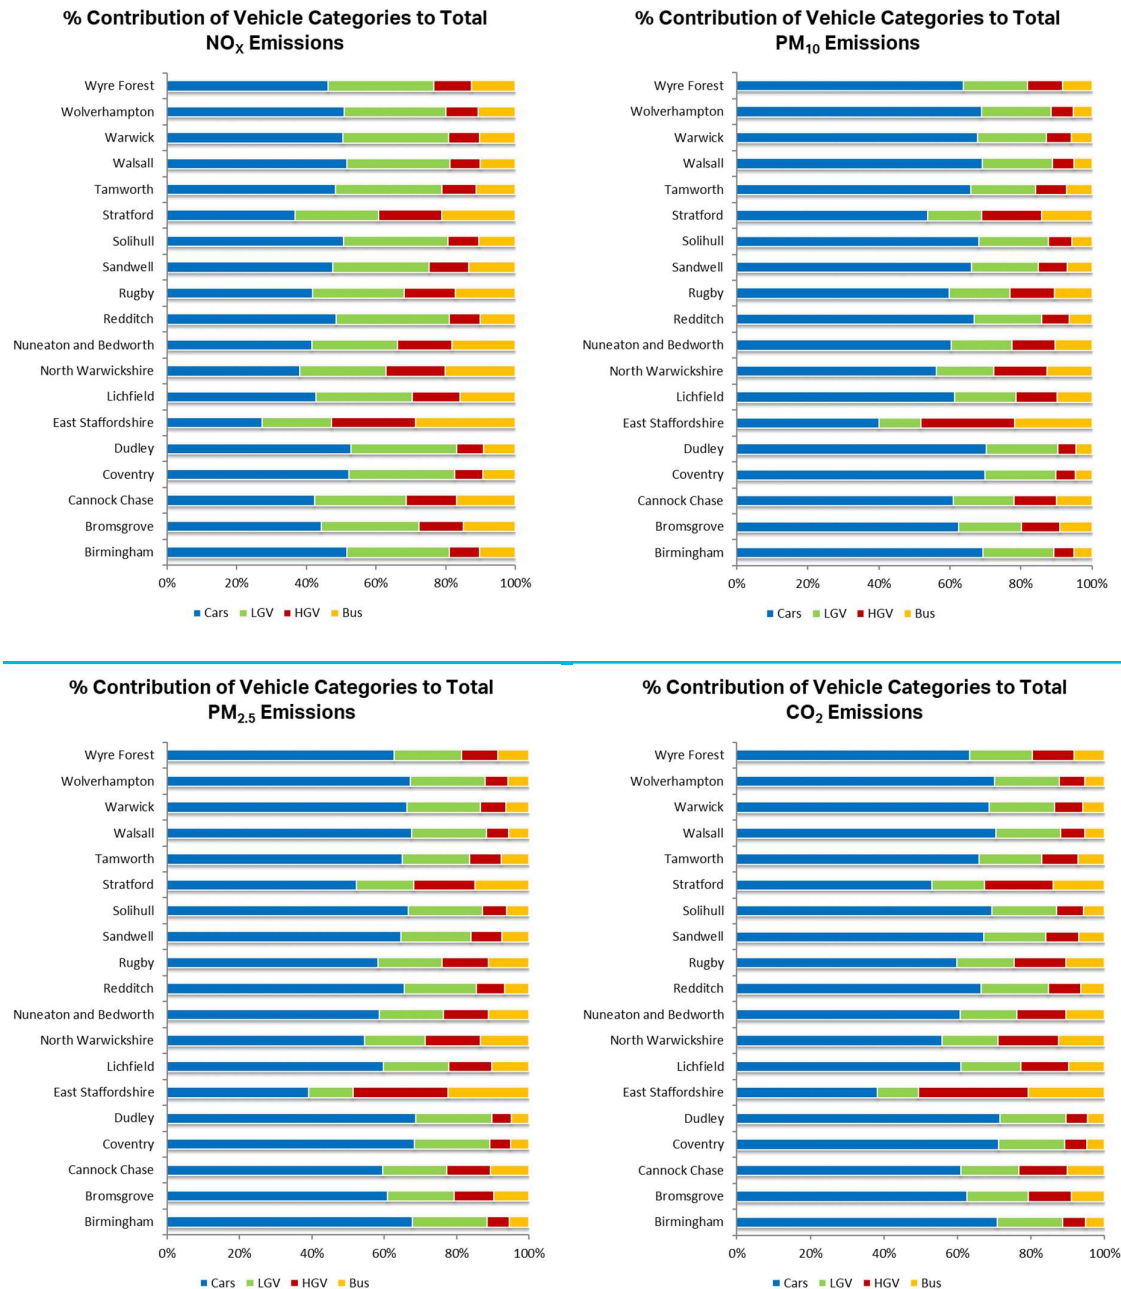 % Contribution of Vehicle Categories to Total
NOX Emissions
Wyre Forest
Wolverhampton
Warwick
Walsall
Tamworth
Stratford
Solihull
Sandwell
Rugby
Redditch
Nuneaton and Bedworth
North Warwickshire
Lichfield
East Staffordshire
Dudley
Coventry
Cannock Chase
Bromsgrove
Birmingham
0% 20% 40% 60% 80% 100%
Cars LGV HGV Bus
% Contribution of Vehicle Categories to Total
PM10 Emissions
Wyre Forest
Wolverhampton
Warwick
Walsall
Tamworth
Stratford
Solihull
Sandwell
Rugby
Redditch
Nuneaton and Bedworth
North Warwickshire
Lichfield
East Staffordshire
Dudley
Coventry
Cannock Chase
Bromsgrove
Birmingham
0% 20% 40% 60% 80% 100%
Cars LGV HGV Bus
% Contribution of Vehicle Categories to Total
PM2.5 Emissions
Wyre Forest
Wolverhampton
Warwick
Walsall
Tamworth
Stratford
Solihull
Sandwell
Rugby
Redditch
Nuneaton and Bedworth
North Warwickshire
Lichfield
East Staffordshire
Dudley
Coventry
Cannock Chase
Bromsgrove
Birmingham
0% 20% 40% 60% 80% 100%
Cars LGV HGV Bus
% Contribution of Vehicle Categories to Total
CO2 Emissions
Wyre Forest
Wolverhampton
Warwick
Walsall
Tamworth
Stratford
Solihull
Sandwell
Rugby
Redditch
Nuneaton and Bedworth
North Warwickshire
Lichfield
East Staffordshire
Dudley
Coventry
Cannock Chase
Bromsgrove
Birmingham
0% 20% 40% 60% 80% 100%
Cars LGV HGV Bus